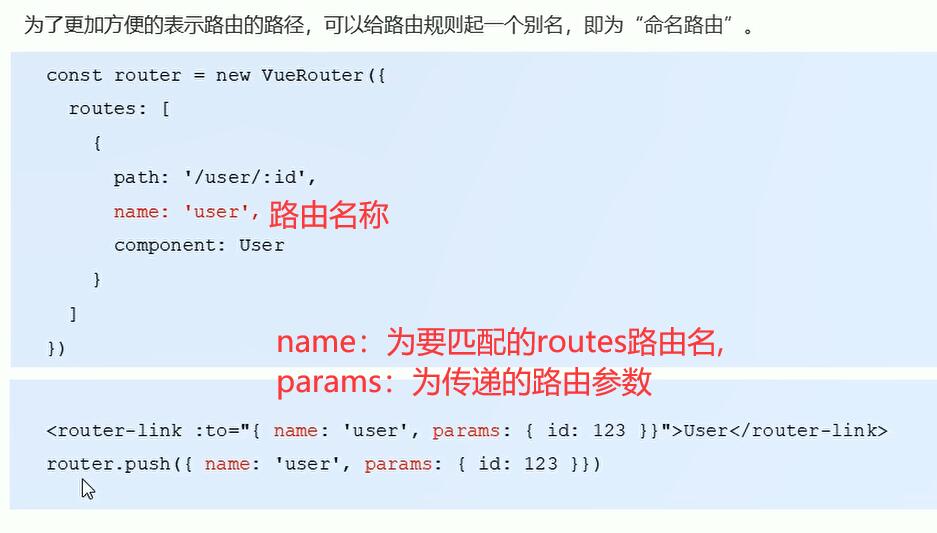 为了更加方便的表示路由的路径，可以给路由规则起一个别名，即为“命名路由”。
const router = new VueRouter({
routes: [
{
path: '/user/:id',
name: 'user', 路由名称
component: User
}
]
})
name：为要匹配的routes路由名,
params：为传递的路由参数
<router-link :to="{ name: 'user', params: { id: 123 }}">User</router-link>
router.push({ name: 'user', params: { id: 123 }})